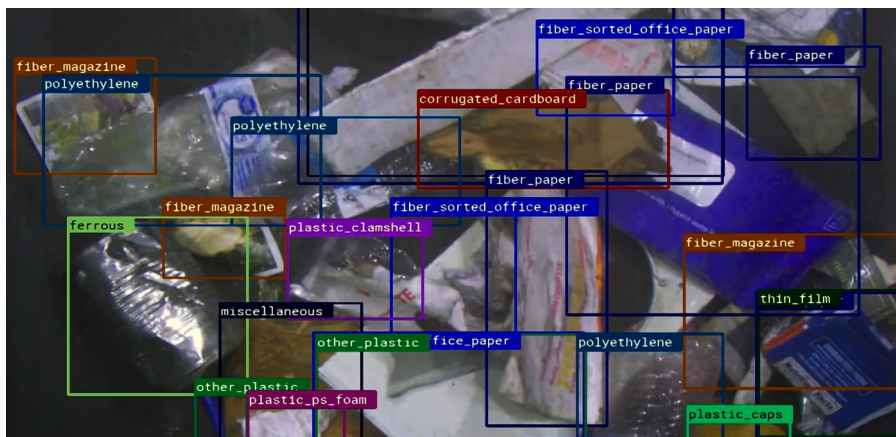 fiber_sorted_office_paper
fiber_paper
fiber_magazine
polyethylene
fiber_paper
corrugated_cardboard
polyethylene
fiber_paper
fiber_magazine
fiber_sorted_office_paper
ferrous
plastic_clamshell
fiber_magazine
thin_film
miscellaneous
other_plastic
ffice_paper
polyethylene
other_plastic
plastic_ps_foam
plastic_caps